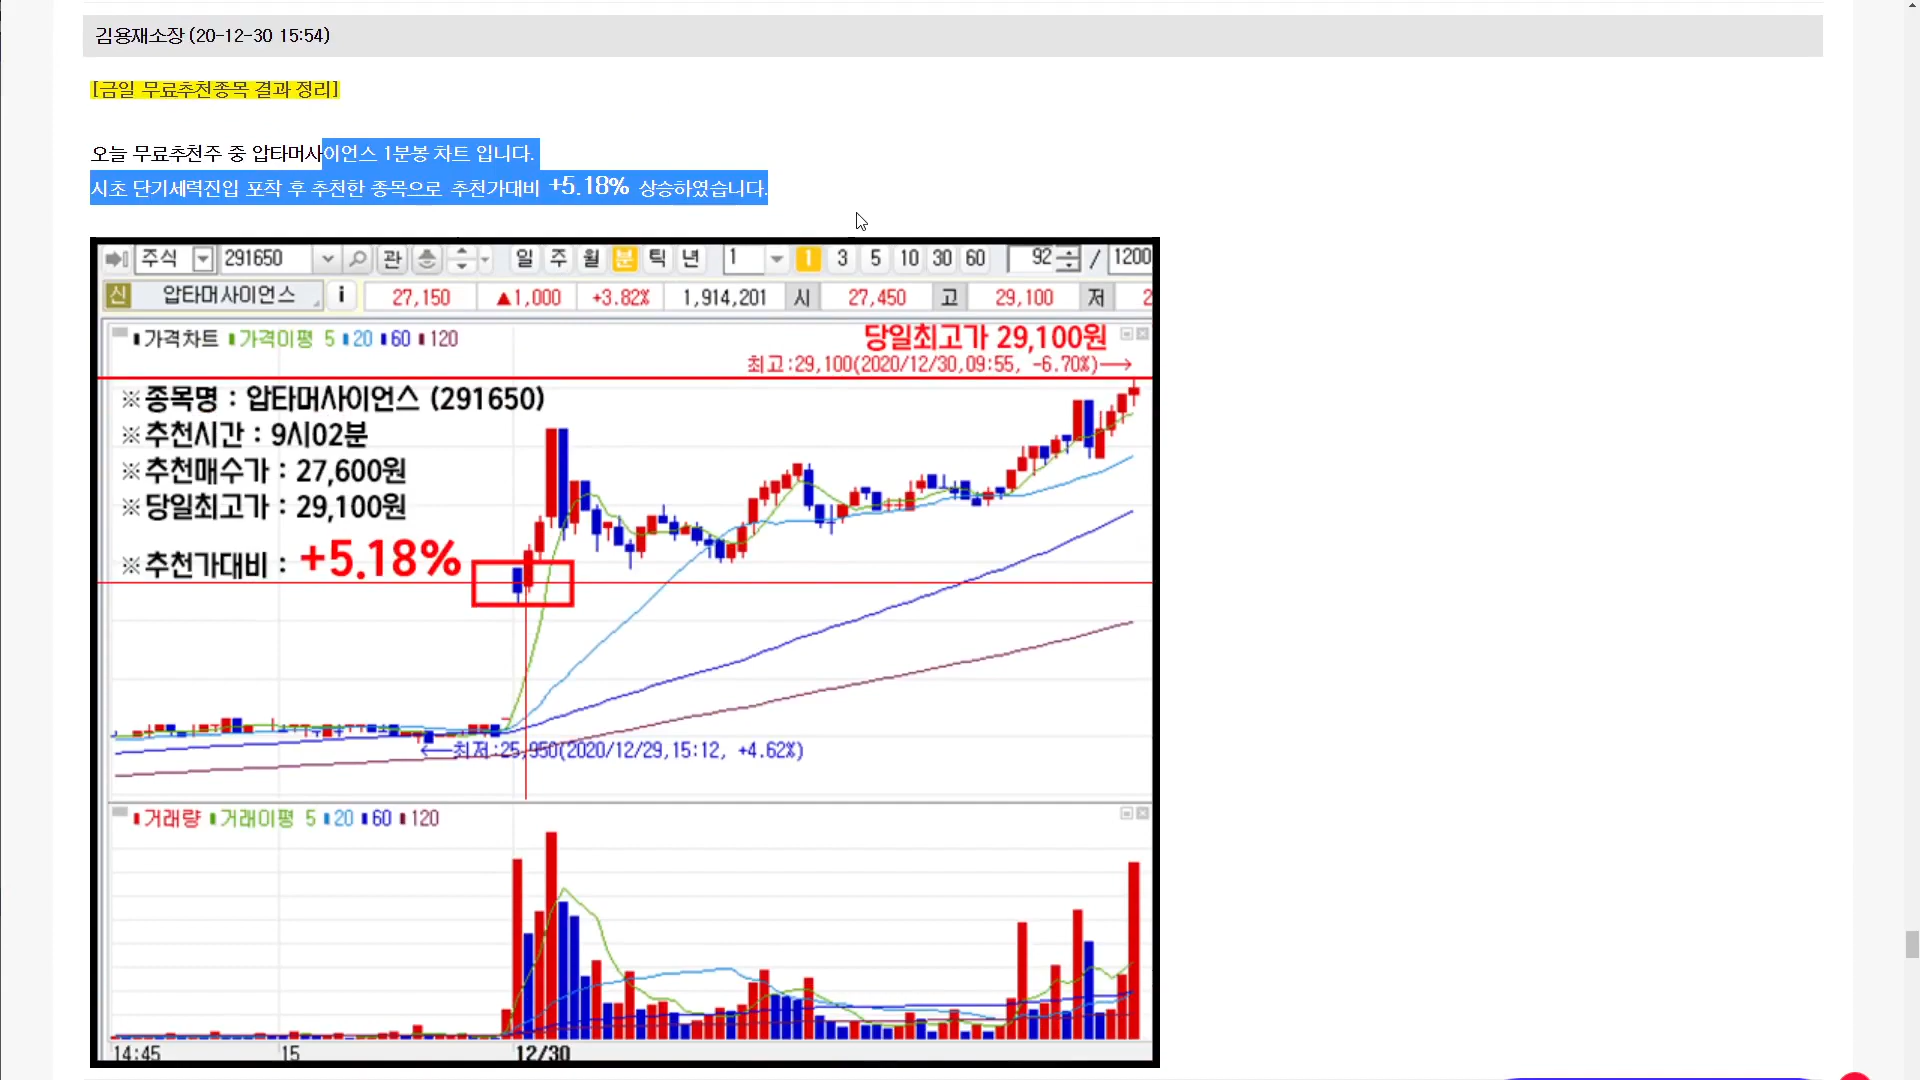 김용재소장 (20-12-30 15:54)
[금일 무료추천종목 결과 정리]
오늘 무료추천주 중 압타머사이언스 1분봉 차트 입니다.
시초 단기세력진입 포착 후 추천한 종목으로 추천가대비 +5.18% 상승하였습니다.
주식 291650 관 일 주 월 분 틱 년 1 1 3 5 10 30 60 92 / 1200
신 압타머사이언스 i 27,150 ▲1,000 +3.82% 1,914,201 시 27,450 고 29,100 저
가격차트 가격이평 5 20 60 120
당일최고가 29,100원
최고:29,100(2020/12/30,09:55, -6.70%)→
※종목명 : 압타머사이언스 (291650)
※추천시간 : 9시02분
※추천매수가 : 27,600원
※당일최고가 : 29,100원
※추천가대비 : +5.18%
←최저:25,950(2020/12/29,15:12, +4.62%)
거래량 거래이평 5 20 60 120
14:45 15 12/30